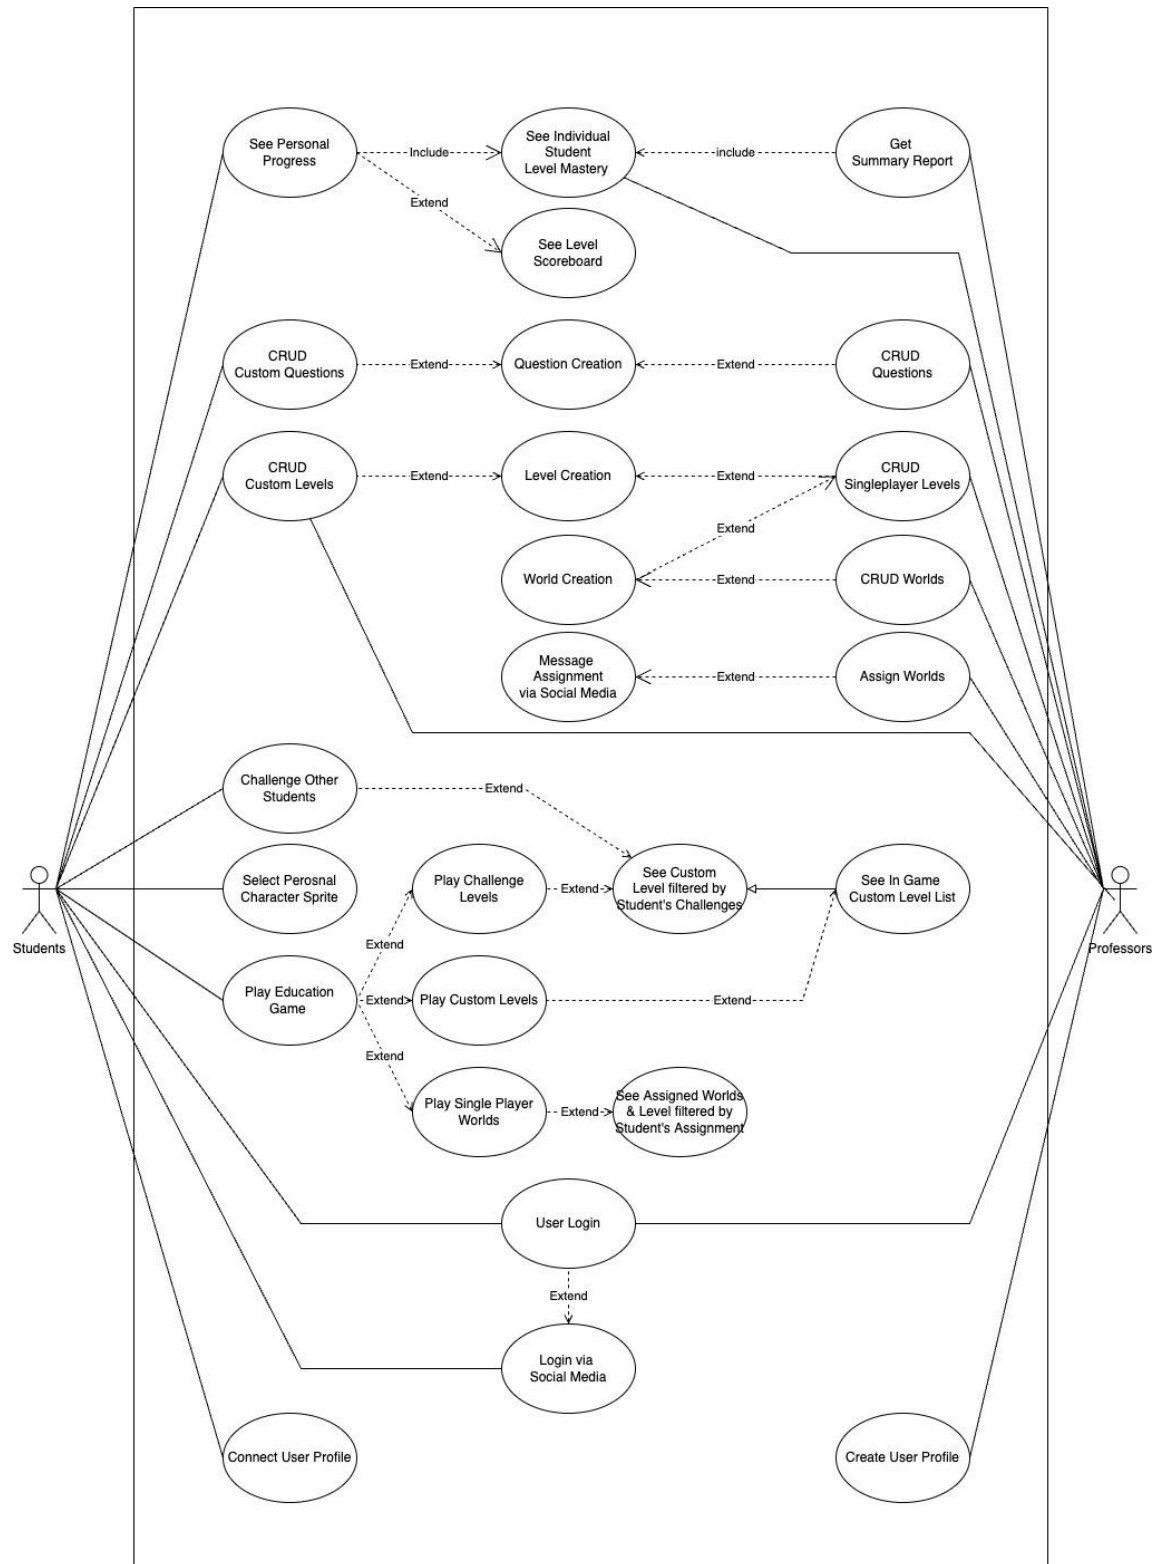 See Personal
Progress
Include
See Individual
Student
Level Mastery
include
Get
Summary Report
Extend
See Level
Scoreboard
CRUD
Custom Questions
Extend
Question Creation
Extend
CRUD
Questions
CRUD
Custom Levels
Extend
Level Creation
Extend
CRUD
Singleplayer Levels
Extend
World Creation
Extend
CRUD Worlds
Message
Assignment
via Social Media
Extend
Assign Worlds
Challenge Other
Students
Extend
Select Perosnal
Character Sprite
Play Challenge
Levels
Extend
See Custom
Level filtered by
Student's Challenges
See In Game
Custom Level List
Students
Professors
Extend
Play Education
Game
Extend
Play Custom Levels
Extend
Extend
Play Single Player
Worlds
Extend
See Assigned Worlds
& Level filtered by
Student's Assignment
User Login
Extend
Login via
Social Media
Connect User Profile
Create User Profile